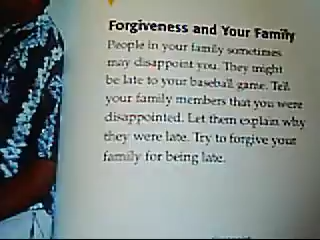 Forgiveness and Your Family
People in your family sometimes
may disappoint you. They might
be late to your baseball game. Tell
your family members that you were
disappointed. Let them explain why
they were late. Try to forgive your
family for being late.